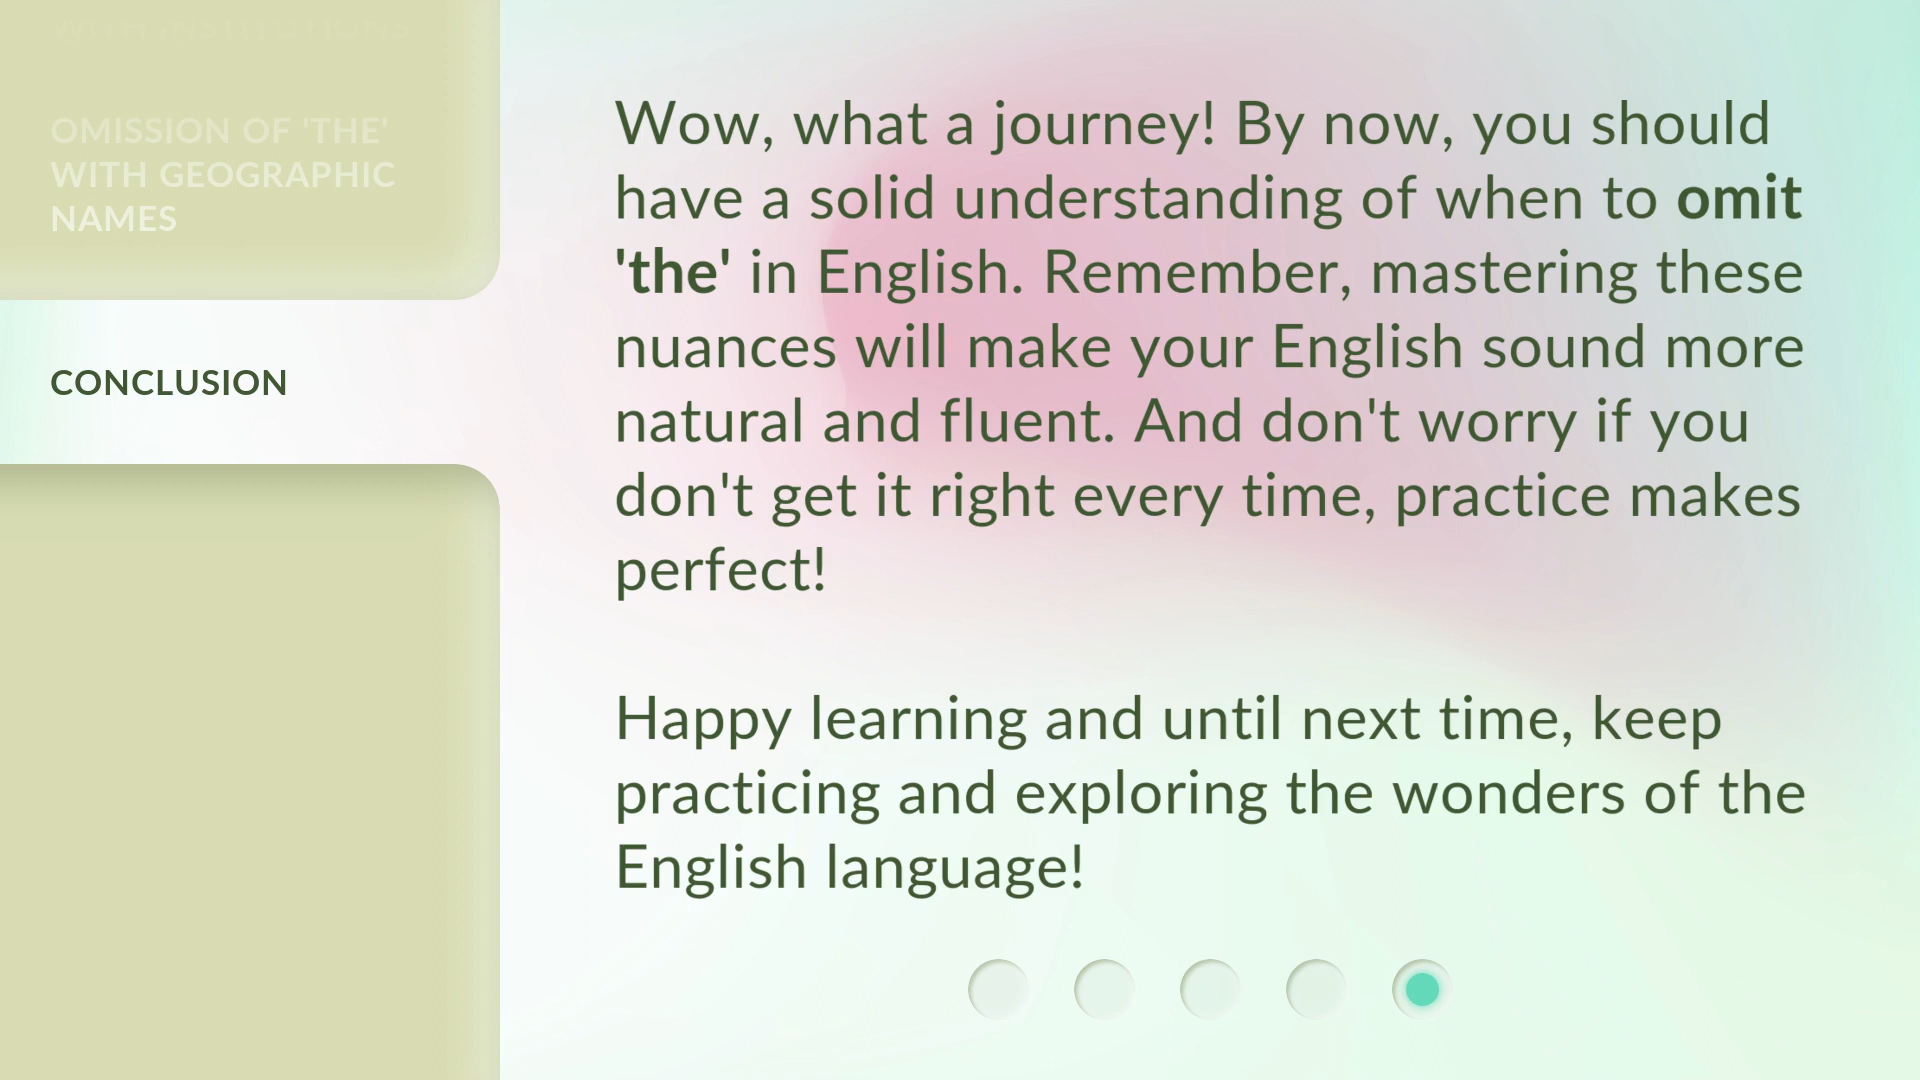 WITH INSTITUTIONS
OMISSION OF 'THE'
WITH GEOGRAPHIC
NAMES
CONCLUSION
Wow, what a journey! By now, you should
have a solid understanding of when to omit
'the' in English. Remember, mastering these
nuances will make your English sound more
natural and fluent. And don't worry if you
don't get it right every time, practice makes
perfect!
Happy learning and until next time, keep
practicing and exploring the wonders of the
English language!